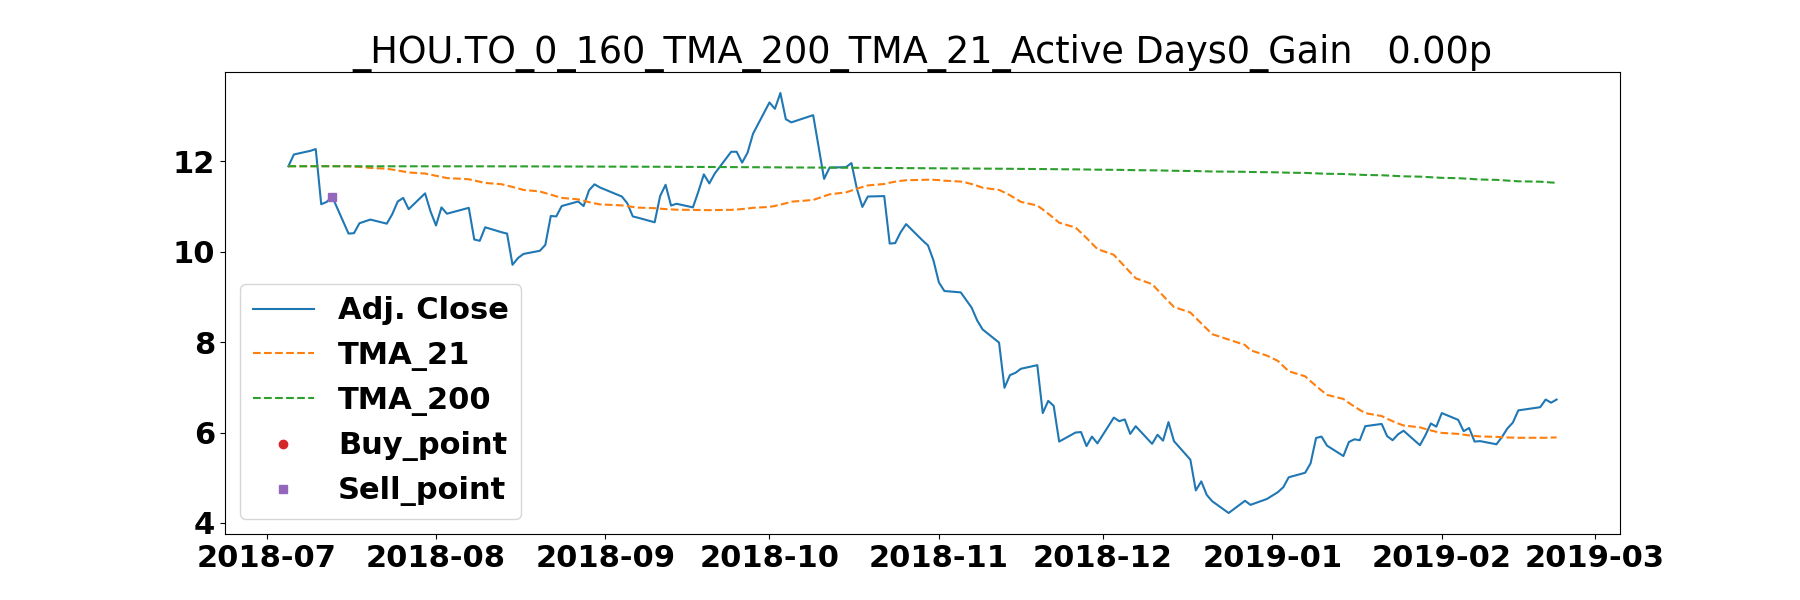 _HOU.TO_0_160_TMA_200_TMA_21_Active Days0_Gain   0.00p
12
10
8
6
4
Adj. Close
TMA_21
TMA_200
Buy_point
Sell_point
2018-07 2018-08 2018-09 2018-10 2018-11 2018-12 2019-01 2019-02 2019-03